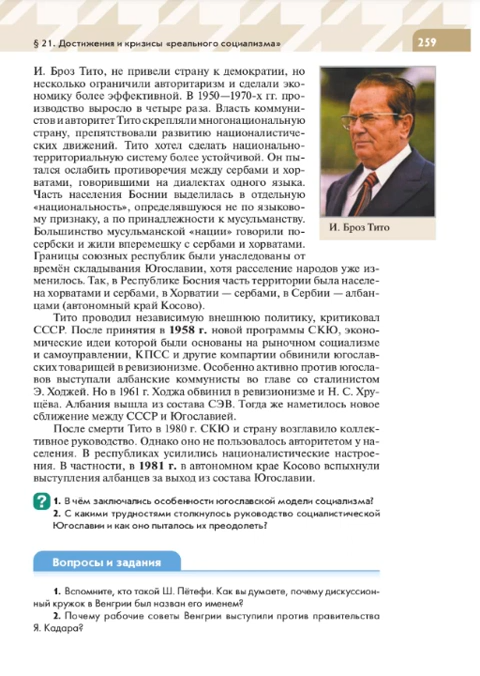 § 21. Достижения и кризисы «реального социализма»
259
И. Броз Тито, не привели страну к демократии, но
несколько ограничили авторитаризм и сделали эко-
номику более эффективной. В 1950—1970-х гг. про-
изводство выросло в четыре раза. Власть коммуни-
стов и авторитет Тито скрепляли многонациональную
страну, препятствовали развитию националистиче-
ских движений. Тито хотел сделать национально-
территориальную систему более устойчивой. Он пы-
тался ослабить противоречия между сербами и хор-
ватами, говорившими на диалектах одного языка.
Часть населения Боснии выделилась в отдельную
«национальность», определявшуюся не по языково-
му признаку, а по принадлежности к мусульманству.
Большинство мусульманской «нации» говорили по-
сербски и жили вперемешку с сербами и хорватами.
Границы союзных республик были унаследованы от
времён складывания Югославии, хотя расселение народов уже из-
менилось. Так, в Республике Босния часть территории была населе-
на хорватами и сербами, в Хорватии — сербами, в Сербии — албан-
цами (автономный край Косово).
И. Броз Тито
Тито проводил независимую внешнюю политику, критиковал
СССР. После принятия в 1958 г. новой программы СКЮ, эконо-
мические идеи которой были основаны на рыночном социализме
и самоуправлении, КПСС и другие компартии обвинили югослав-
ских товарищей в ревизионизме. Особенно активно против югосла-
вов выступали албанские коммунисты во главе со сталинистом
Э. Ходжей. Но в 1961 г. Ходжа обвинил в ревизионизме и Н. С. Хру-
щёва. Албания вышла из состава СЭВ. Тогда же наметилось новое
сближение между СССР и Югославией.
После смерти Тито в 1980 г. СКЮ и страну возглавило коллек-
тивное руководство. Однако оно не пользовалось авторитетом у на-
селения. В республиках усилились националистические настрое-
ния. В частности, в 1981 г. в автономном крае Косово вспыхнули
выступления албанцев за выход из состава Югославии.
? 1. В чём заключались особенности югославской модели социализма?
2. С какими трудностями столкнулось руководство социалистической
Югославии и как оно пыталось их преодолеть?
Вопросы и задания
1. Вспомните, кто такой Ш. Пётефи. Как вы думаете, почему дискуссион-
ный кружок в Венгрии был назван его именем?
2. Почему рабочие советы Венгрии выступили против правительства
Я. Кадара?